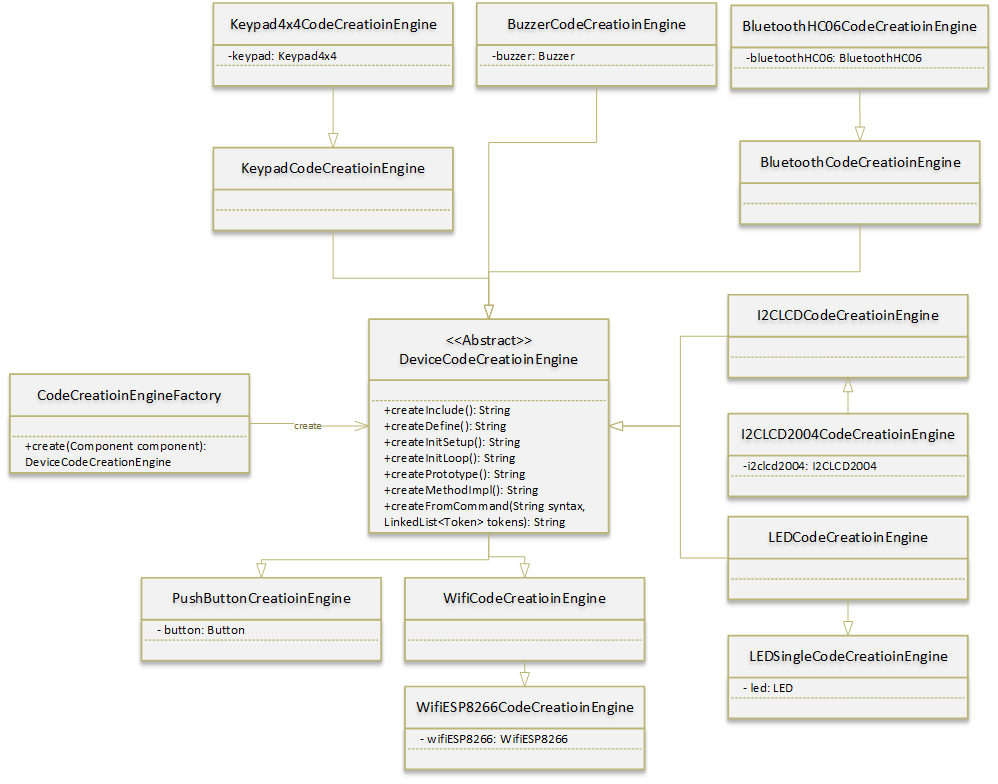 Keypad4x4CodeCreatioinEngine
-keypad: Keypad4x4
BuzzerCodeCreatioinEngine
-buzzer: Buzzer
BluetoothHC06CodeCreatioinEngine
-bluetoothHC06: BluetoothHC06
KeypadCodeCreatioinEngine
BluetoothCodeCreatioinEngine
I2CLCDCodeCreatioinEngine
<<Abstract>>
DeviceCodeCreatioinEngine
+createInclude(): String
+createDefine(): String
+createInitSetup(): String
+createInitLoop(): String
+createPrototype(): String
+createMethodImpl(): String
+createFromCommand(String syntax,
LinkedList<Token> tokens): String
CodeCreatioinEngineFactory
+create(Component component):
DeviceCodeCreationEngine
create
I2CLCD2004CodeCreatioinEngine
-i2clcd2004: I2CLCD2004
LEDCodeCreatioinEngine
PushButtonCreatioinEngine
- button: Button
WifiCodeCreatioinEngine
LEDSingleCodeCreatioinEngine
- led: LED
WifiESP8266CodeCreatioinEngine
- wifiESP8266: WifiESP8266